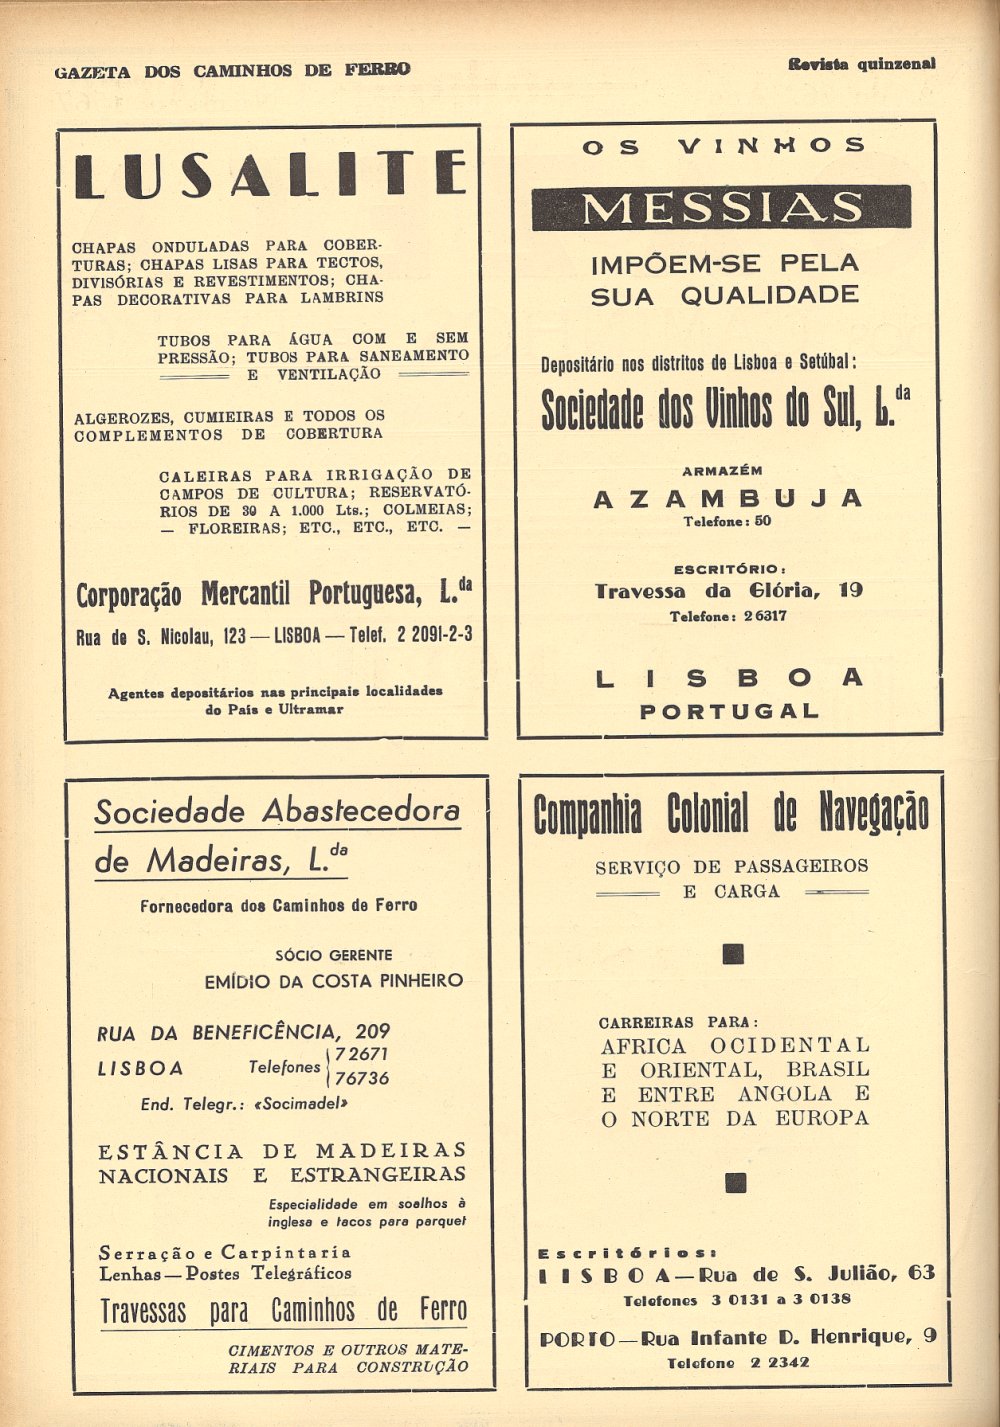 GAZETA DOS CAMINHOS DE FERRO
Revista quinzenal
LUSALITE
CHAPAS ONDULADAS PARA COBER-
TURAS; CHAPAS LISAS PARA TECTOS,
DIVISÓRIAS E REVESTIMENTOS; CHA-
PAS DECORATIVAS PARA LAMBRINS
TUBOS PARA ÁGUA COM E SEM
PRESSÃO; TUBOS PARA SANEAMENTO
E VENTILAÇÃO
ALGEROZES, CUMIEIRAS E TODOS OS
COMPLEMENTOS DE COBERTURA
CALEIRAS PARA IRRIGAÇÃO DE
CAMPOS DE CULTURA; RESERVATÓ-
RIOS DE 30 A 1.000 Lts.; COLMEIAS;
— FLOREIRAS; ETC., ETC., ETC. —
Corporação Mercantil Portuguesa, L.da
Rua de S. Nicolau, 123 — LISBOA — Telef. 2 2091-2-3
Agentes depositários nas principais localidades
do País e Ultramar
OS VINHOS
MESSIAS
IMPÕEM-SE PELA
SUA QUALIDADE
Depositário nos distritos de Lisboa e Setúbal:
Sociedade dos Vinhos do Sul, L.da
ARMAZÉM
AZAMBUJA
Telefone: 50
ESCRITÓRIO:
Travessa da Glória, 19
Telefone: 2 6317
LISBOA
PORTUGAL
Sociedade Abastecedora
de Madeiras, L.da
Fornecedora dos Caminhos de Ferro
SÓCIO GERENTE
EMÍDIO DA COSTA PINHEIRO
RUA DA BENEFICÊNCIA, 209
LISBOA Telefones 72671
76736
End. Telegr.: «Socimadel»
ESTÂNCIA DE MADEIRAS
NACIONAIS E ESTRANGEIRAS
Especialidade em soalhos à
inglesa e tacos para parquet
Serração e Carpintaria
Lenhas — Postes Telegráficos
Travessas para Caminhos de Ferro
CIMENTOS E OUTROS MATE-
RIAIS PARA CONSTRUÇÃO
Companhia Colonial de Navegação
SERVIÇO DE PASSAGEIROS
E CARGA
CARREIRAS PARA:
AFRICA OCIDENTAL
E ORIENTAL, BRASIL
E ENTRE ANGOLA E
O NORTE DA EUROPA
Escritórios:
LISBOA — Rua de S. Julião, 63
Telefones 3 0131 a 3 0138
PORTO — Rua Infante D. Henrique, 9
Telefone 2 2342